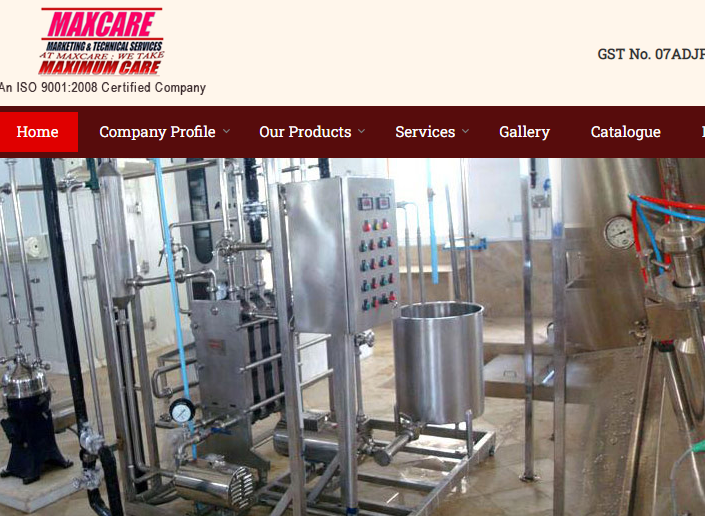 MAXCARE
MARKETING & TECHNICAL SERVICES
AT MAXCARE : WE TAKE
MAXIMUM CARE
An ISO 9001:2008 Certified Company
GST No. 07ADJ
Home
Company Profile
Our Products
Services
Gallery
Catalogue